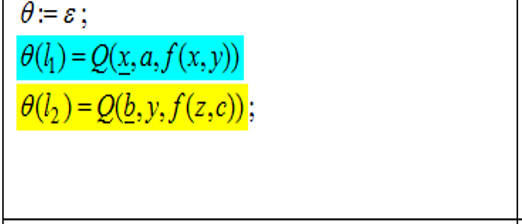 θ:= ε ;
θ(l₁) = Q(x̲,a,f(x,y))
θ(l₂) = Q(b̲,y,f(z,c));